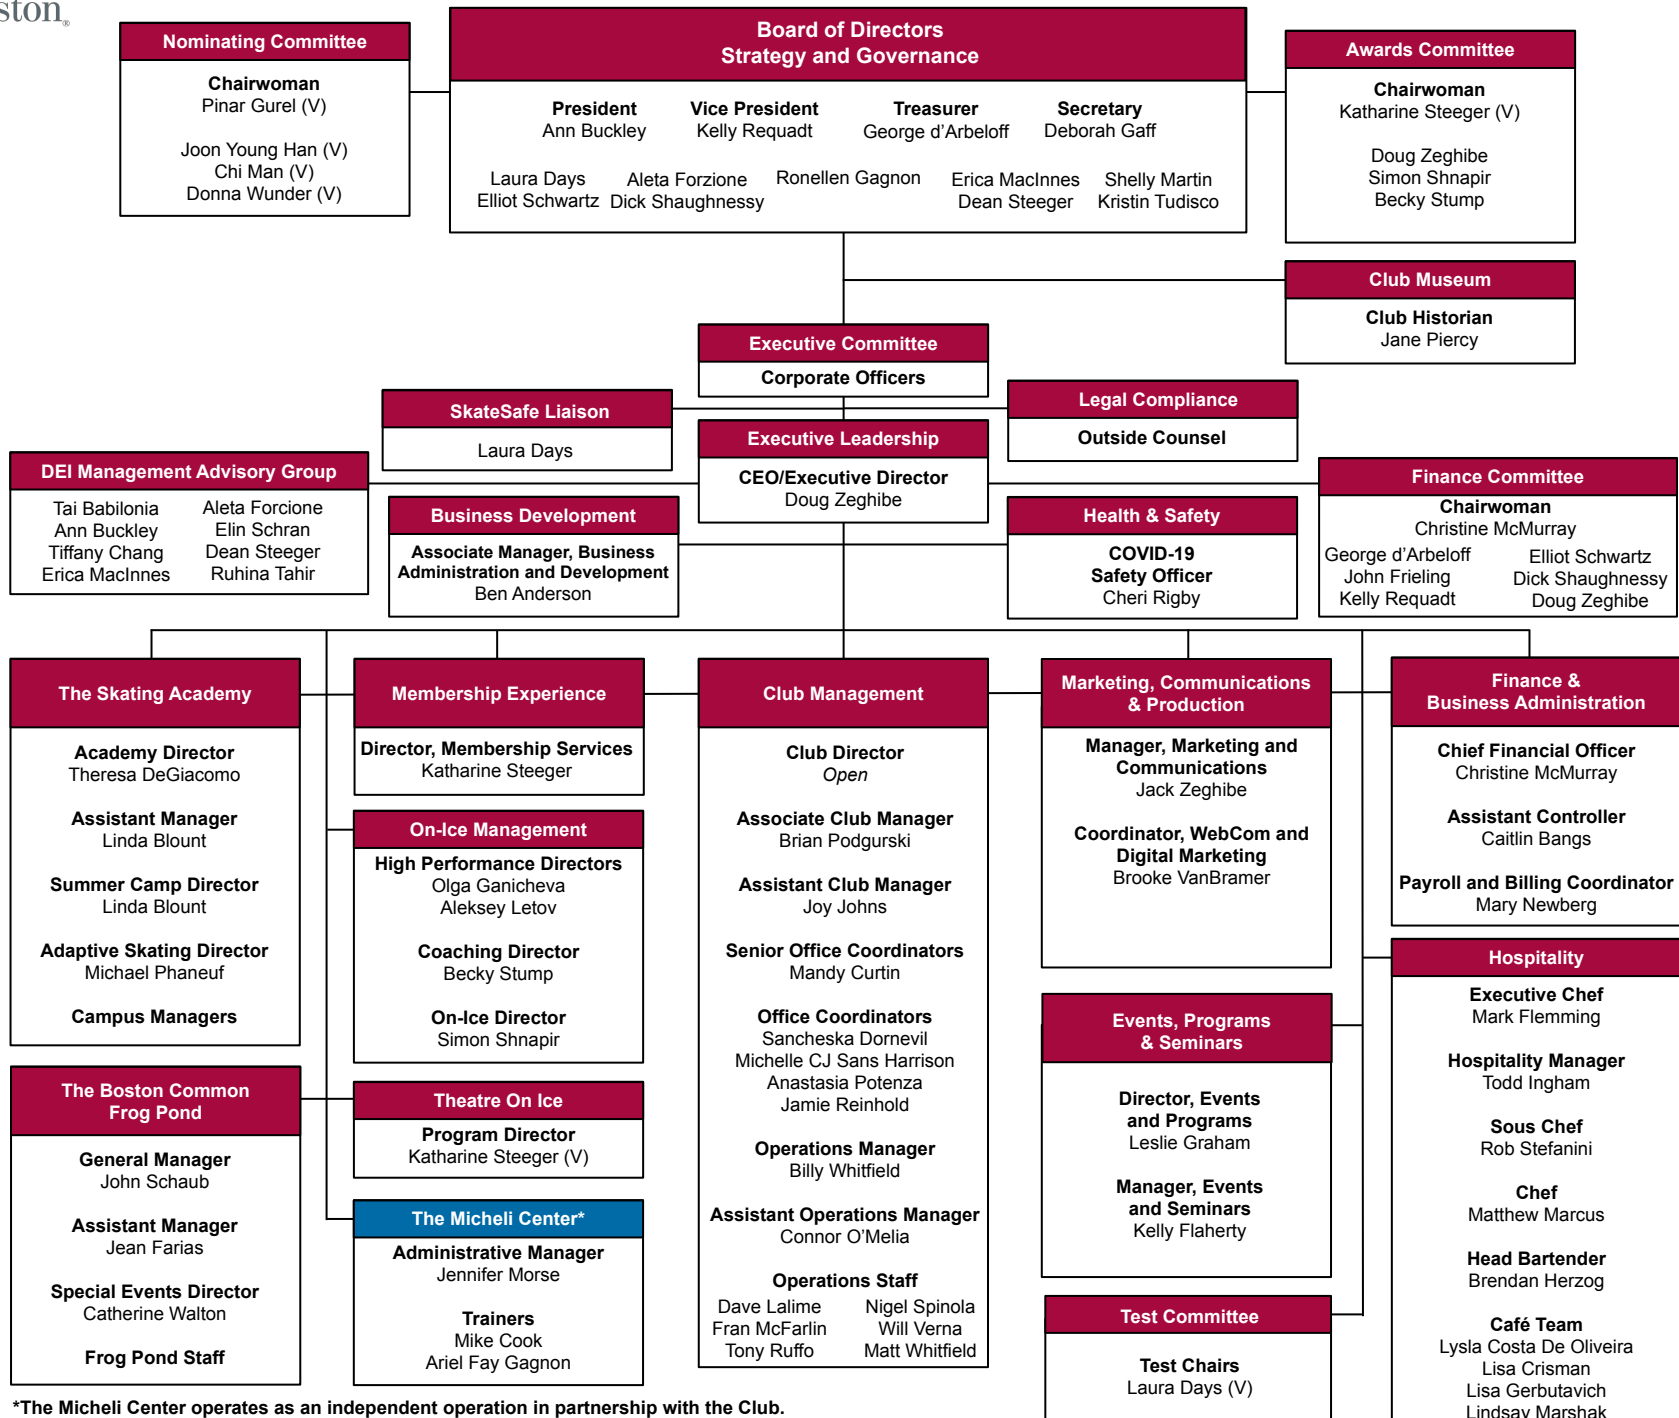 ston®
Nominating Committee
Chairwoman
Pinar Gurel (V)
Joon Young Han (V)
Chi Man (V)
Donna Wunder (V)
Board of Directors
Strategy and Governance
President
Ann Buckley
Vice President
Kelly Requadt
Treasurer
George d’Arbeloff
Secretary
Deborah Gaff
Laura Days
Elliot Schwartz
Aleta Forzione
Dick Shaughnessy
Ronellen Gagnon
Erica MacInnes
Dean Steeger
Shelly Martin
Kristin Tudisco
Awards Committee
Chairwoman
Katharine Steeger (V)
Doug Zeghibe
Simon Shnapir
Becky Stump
Club Museum
Club Historian
Jane Piercy
Executive Committee
Corporate Officers
SkateSafe Liaison
Laura Days
Legal Compliance
Outside Counsel
Executive Leadership
CEO/Executive Director
Doug Zeghibe
DEI Management Advisory Group
Tai Babilonia
Ann Buckley
Tiffany Chang
Erica MacInnes
Aleta Forcione
Elin Schran
Dean Steeger
Ruhina Tahir
Finance Committee
Chairwoman
Christine McMurray
George d’Arbeloff
John Frieling
Kelly Requadt
Elliot Schwartz
Dick Shaughnessy
Doug Zeghibe
Business Development
Associate Manager, Business
Administration and Development
Ben Anderson
Health & Safety
COVID-19
Safety Officer
Cheri Rigby
The Skating Academy
Academy Director
Theresa DeGiacomo
Assistant Manager
Linda Blount
Summer Camp Director
Linda Blount
Adaptive Skating Director
Michael Phaneuf
Campus Managers
The Boston Common
Frog Pond
General Manager
John Schaub
Assistant Manager
Jean Farias
Special Events Director
Catherine Walton
Frog Pond Staff
Membership Experience
Director, Membership Services
Katharine Steeger
On-Ice Management
High Performance Directors
Olga Ganicheva
Aleksey Letov
Coaching Director
Becky Stump
On-Ice Director
Simon Shnapir
Theatre On Ice
Program Director
Katharine Steeger (V)
The Micheli Center*
Administrative Manager
Jennifer Morse
Trainers
Mike Cook
Ariel Fay Gagnon
Club Management
Club Director
Open
Associate Club Manager
Brian Podgurski
Assistant Club Manager
Joy Johns
Senior Office Coordinators
Mandy Curtin
Office Coordinators
Sancheska Dornevil
Michelle CJ Sans Harrison
Anastasia Potenza
Jamie Reinhold
Operations Manager
Billy Whitfield
Assistant Operations Manager
Connor O’Melia
Operations Staff
Dave Lalime
Fran McFarlin
Tony Ruffo
Nigel Spinola
Will Verna
Matt Whitfield
Marketing, Communications
& Production
Manager, Marketing and
Communications
Jack Zeghibe
Coordinator, WebCom and
Digital Marketing
Brooke VanBramer
Events, Programs
& Seminars
Director, Events
and Programs
Leslie Graham
Manager, Events
and Seminars
Kelly Flaherty
Test Committee
Test Chairs
Laura Days (V)
Finance &
Business Administration
Chief Financial Officer
Christine McMurray
Assistant Controller
Caitlin Bangs
Payroll and Billing Coordinator
Mary Newberg
Hospitality
Executive Chef
Mark Flemming
Hospitality Manager
Todd Ingham
Sous Chef
Rob Stefanini
Chef
Matthew Marcus
Head Bartender
Brendan Herzog
Café Team
Lysla Costa De Oliveira
Lisa Crisman
Lisa Gerbutavich
Lindsay Marshak
*The Micheli Center operates as an independent operation in partnership with the Club.